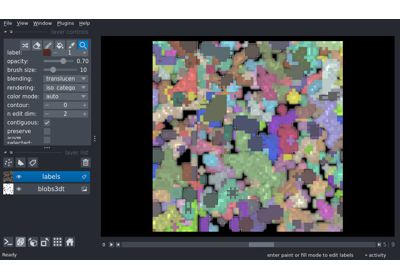 File View Window Plugins Help
layer controls
label: 1
opacity: 0.70
brush size: 10
blending: translucen
rendering: iso catego
color mode: auto
contour: 0
n edit dim: 2
contiguous:
preserve
layer list
labels
blobs3dt
Ready
enter paint or fill mode to edit labels
activity